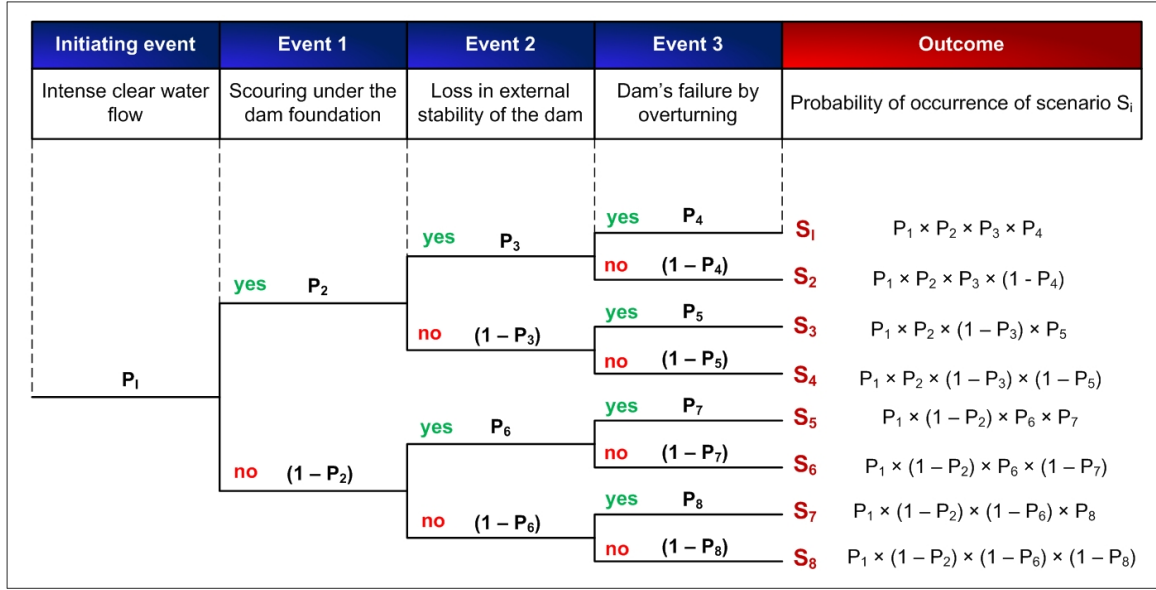 Initiating event
Event 1
Event 2
Event 3
Outcome
Intense clear water
flow
Scouring under the
dam foundation
Loss in external
stability of the dam
Dam's failure by
overturning
Probability of occurrence of scenario Sᵢ
yes P₄
S_I P₁ × P₂ × P₃ × P₄
yes P₃
no (1 – P₄)
S₂ P₁ × P₂ × P₃ × (1 - P₄)
yes P₂
yes P₅
S₃ P₁ × P₂ × (1 – P₃) × P₅
no (1 – P₃)
no (1 – P₅)
S₄ P₁ × P₂ × (1 – P₃) × (1 – P₅)
P_I
yes P₇
S₅ P₁ × (1 – P₂) × P₆ × P₇
yes P₆
no (1 – P₇)
S₆ P₁ × (1 – P₂) × P₆ × (1 – P₇)
no (1 – P₂)
yes P₈
S₇ P₁ × (1 – P₂) × (1 – P₆) × P₈
no (1 – P₆)
no (1 – P₈)
S₈ P₁ × (1 – P₂) × (1 – P₆) × (1 – P₈)